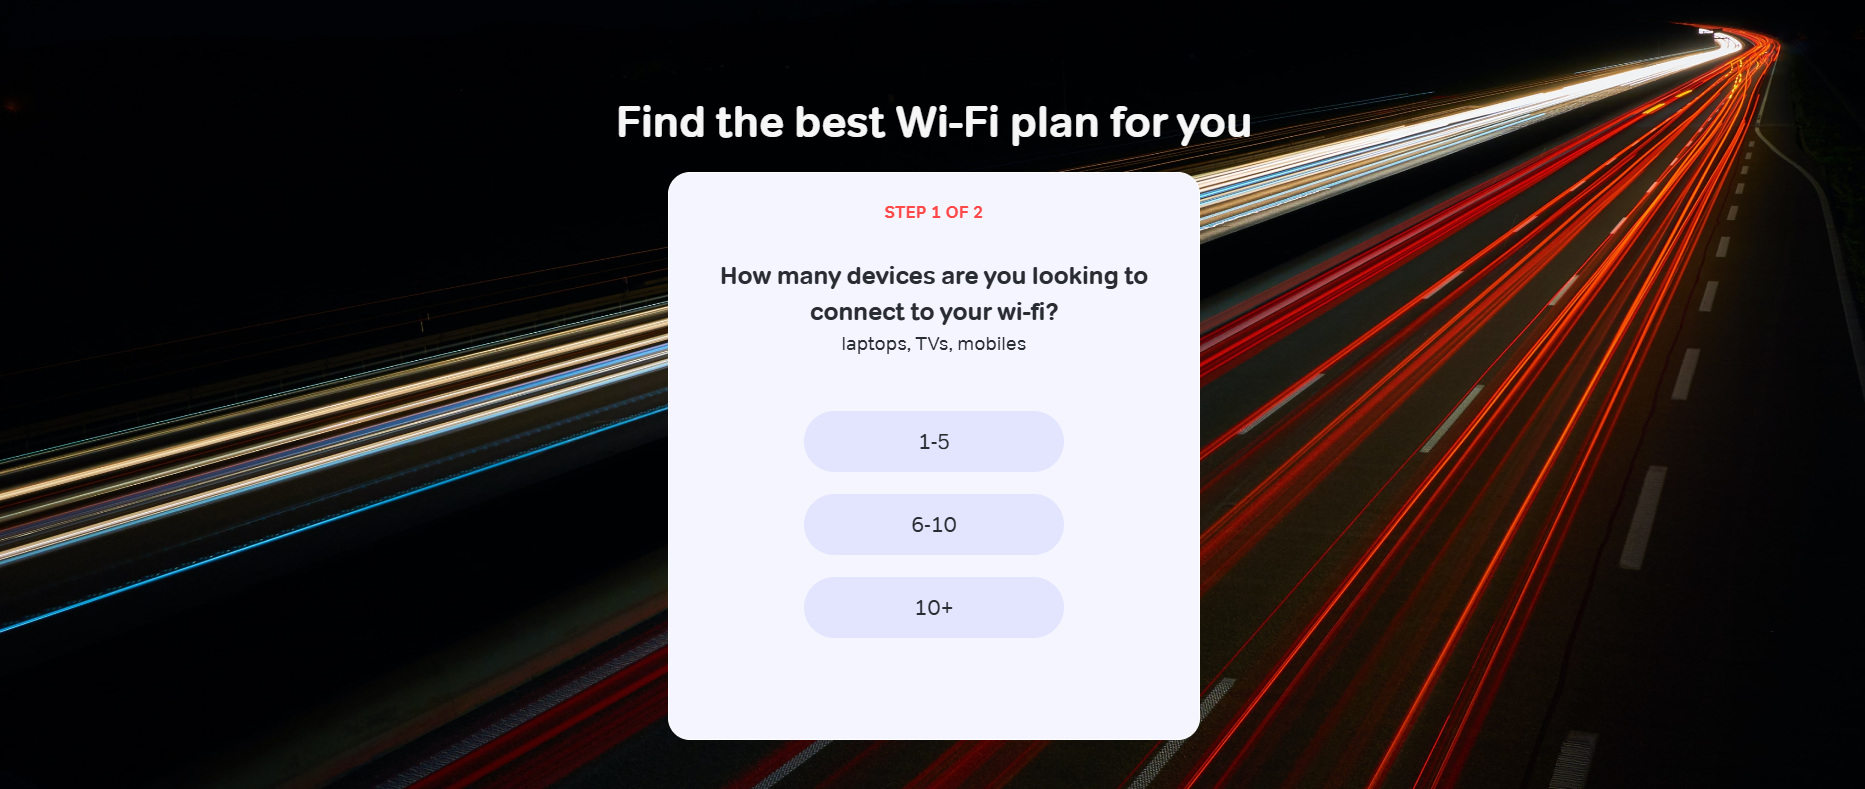 Find the best Wi-Fi plan for you
STEP 1 OF 2
How many devices are you looking to
connect to your wi-fi?
laptops, TVs, mobiles
1-5
6-10
10+